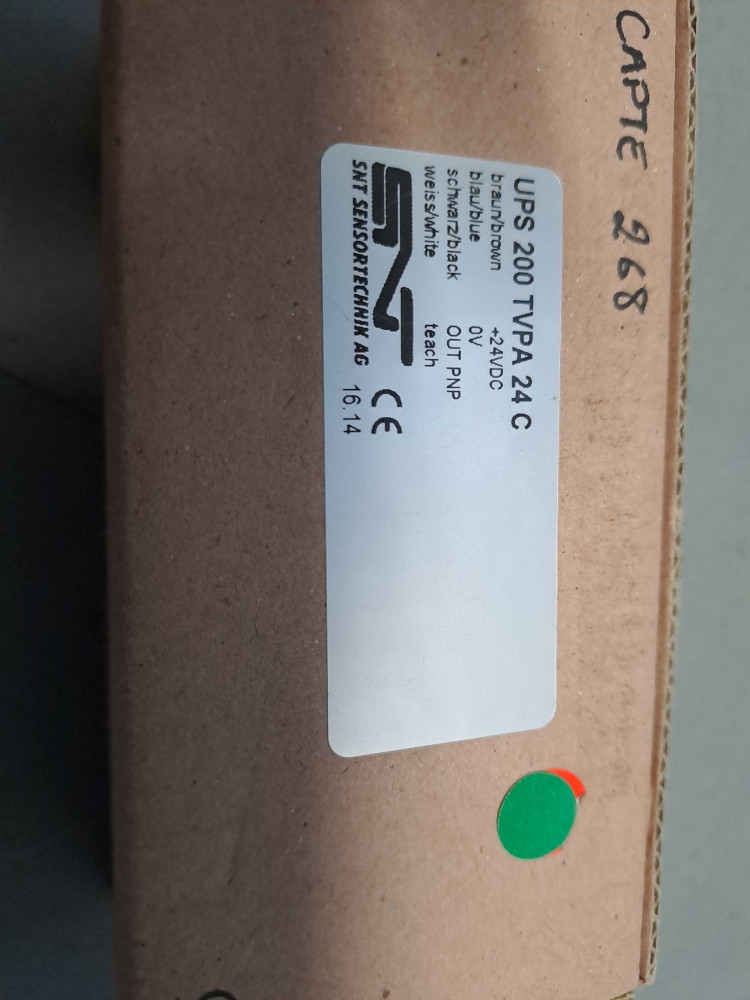 CAPTE 268
UPS 200 TVPA 24 C
braun/brown +24VDC
blau/blue 0V
schwarz/black OUT PNP
weiss/white teach
SNT
CE
SNT SENSORTECHNIK AG 16.14